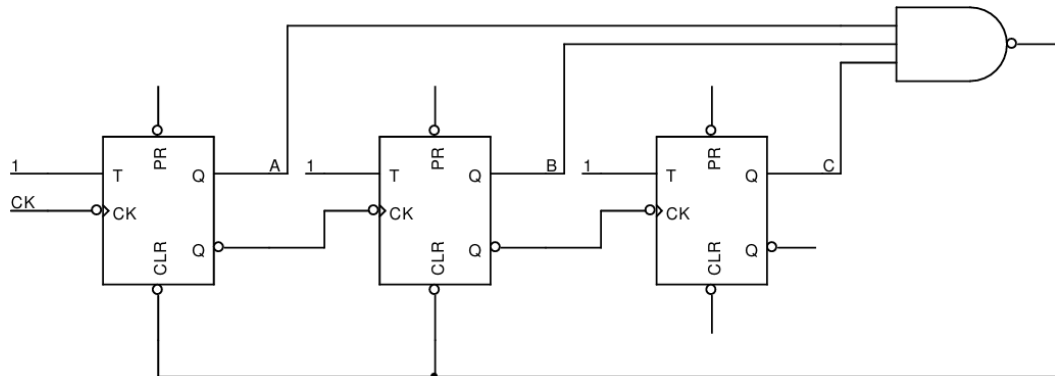 PR PR PR
1 T Q A 1 T Q B 1 T Q C
CK CK CK CK
CLR Q CLR Q CLR Q